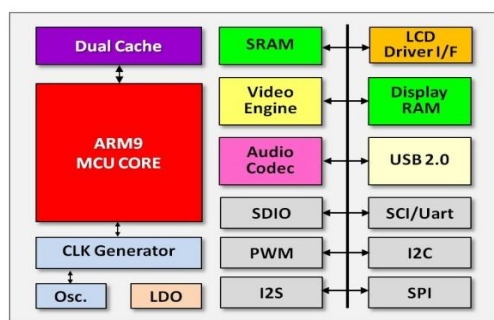 Dual Cache
ARM9
MCU CORE
CLK Generator
Osc.
LDO
SRAM
LCD
Driver I/F
Video
Engine
Display
RAM
Audio
Codec
USB 2.0
SDIO
SCI/Uart
PWM
I2C
I2S
SPI